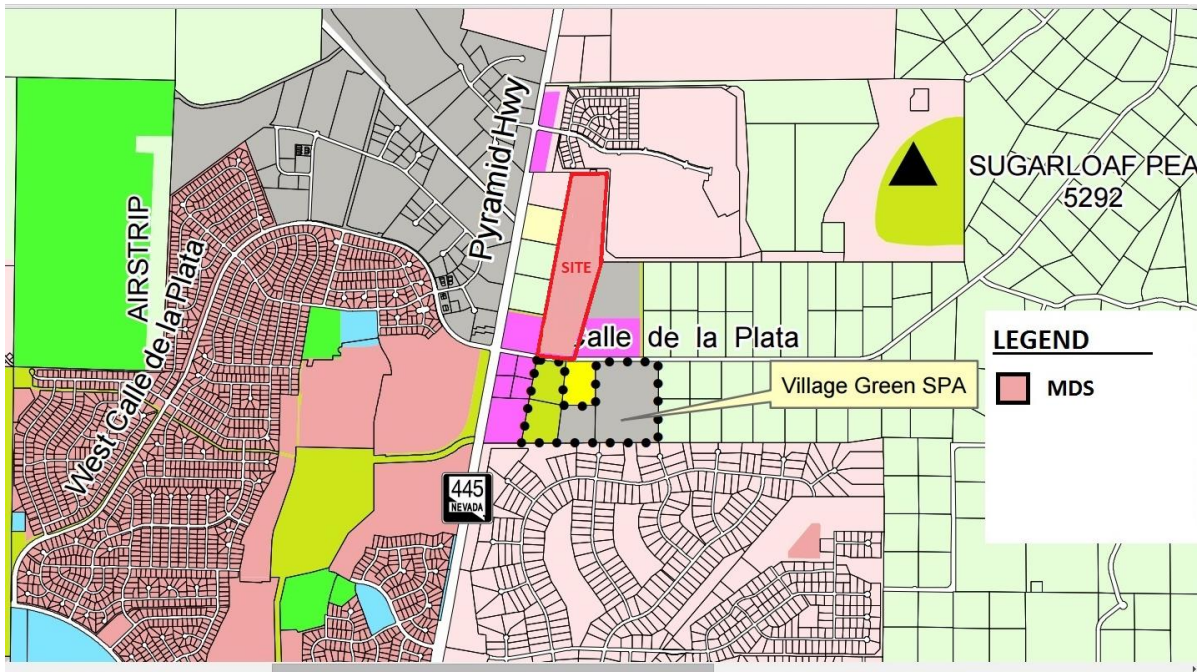 Pyramid Hwy
SUGARLOAF PEA
5292
AIRSTRIP
West Calle de la Plata
SITE
Calle de la Plata
LEGEND
MDS
Village Green SPA
445
NEVADA